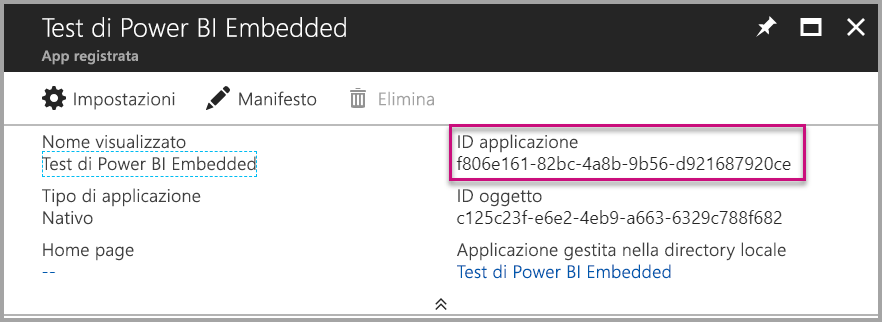 Test di Power BI Embedded
App registrata
Impostazioni Manifesto Elimina
Nome visualizzato
Test di Power BI Embedded
ID applicazione
f806e161-82bc-4a8b-9b56-d921687920ce
Tipo di applicazione
Nativo
ID oggetto
c125c23f-e6e2-4eb9-a663-6329c788f682
Home page
--
Applicazione gestita nella directory locale
Test di Power BI Embedded